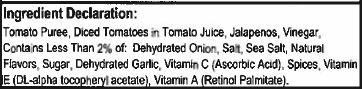 Ingredient Declaration:
Tomato Puree, Diced Tomatoes in Tomato Juice, Jalapenos, Vinegar,
Contains Less Than 2% of: Dehydrated Onion, Salt, Sea Salt, Natural
Flavors, Sugar, Dehydrated Garlic, Vitamin C (Ascorbic Acid), Spices, Vitamin
E (DL-alpha tocopheryl acetate), Vitamin A (Retinol Palmitate).